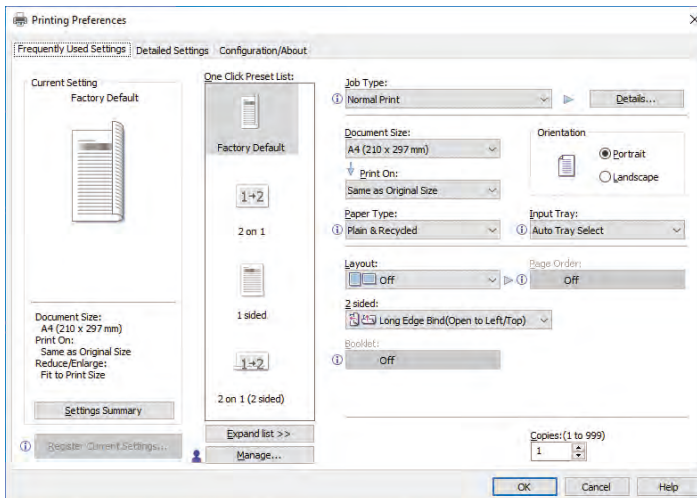 Printing Preferences
Frequently Used Settings
Detailed Settings
Configuration/About
Current Setting
Factory Default
Document Size:
A4 (210 x 297 mm)
Print On:
Same as Original Size
Reduce/Enlarge:
Fit to Print Size
Settings Summary
Register Current Settings...
One Click Preset List:
Factory Default
1→2
2 on 1
1 sided
1→2
2 on 1 (2 sided)
Expand list >>
Manage...
Job Type:
Normal Print
Details...
Document Size:
A4 (210 x 297 mm)
Print On:
Same as Original Size
Orientation
Portrait
Landscape
Paper Type:
Plain & Recycled
Input Tray:
Auto Tray Select
Layout:
Off
Page Order:
Off
2 sided:
Long Edge Bind(Open to Left/Top)
Booklet:
Off
Copies:(1 to 999)
1
OK
Cancel
Help